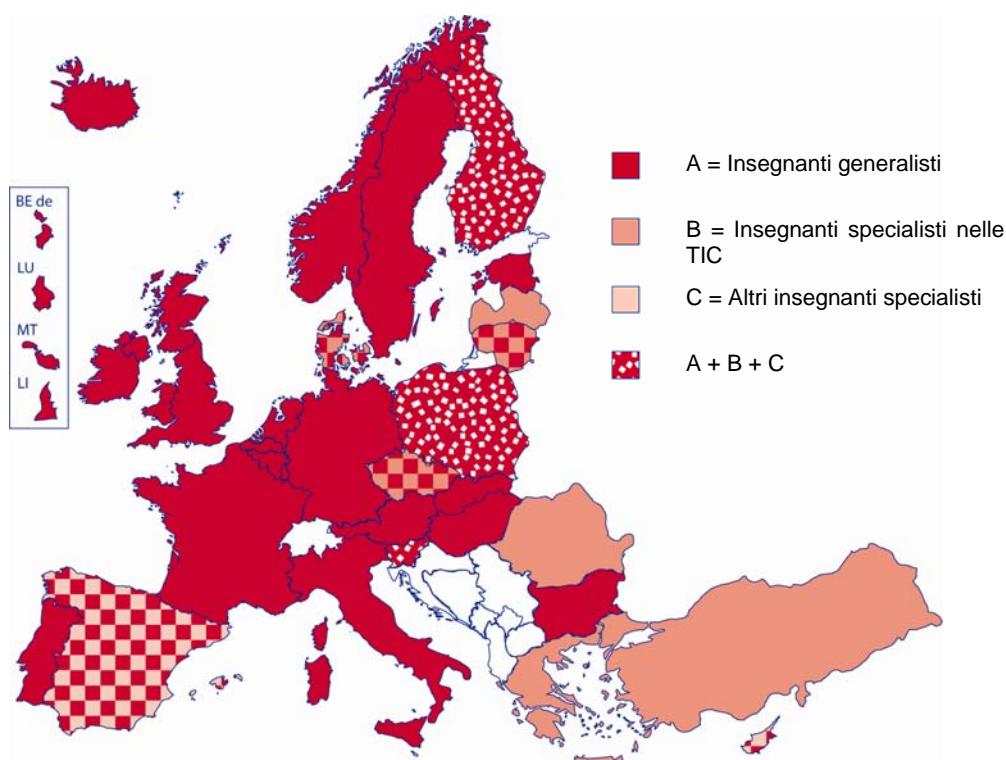 BE de
LU
MT
LI
A = Insegnanti generalisti
B = Insegnanti specialisti nelle
TIC
C = Altri insegnanti specialisti
A + B + C